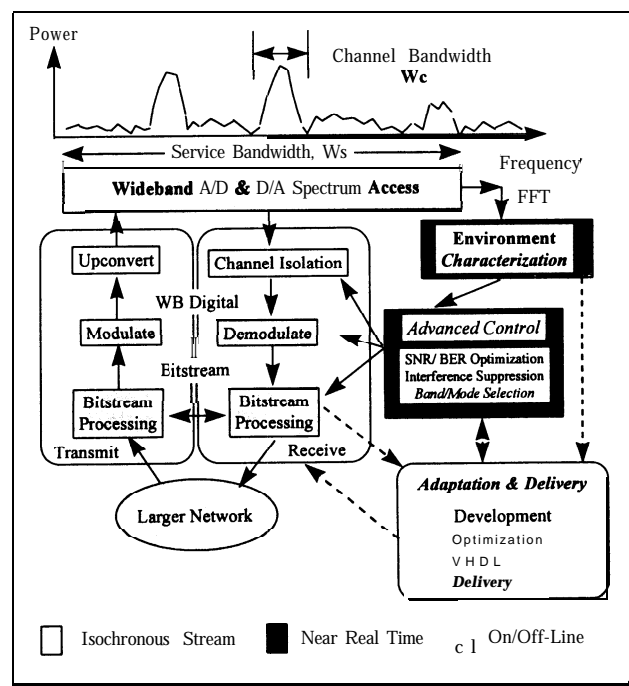 Power
Channel Bandwidth
Wc
Service Bandwidth, Ws
Frequency
Wideband A/D & D/A Spectrum Access
FFT
Environment
Characterization
Upconvert
Channel Isolation
WB Digital
Modulate
Demodulate
Advanced Control
SNR/ BER Optimization
Interference Suppression
Band/Mode Selection
Eitstream
Bitstream
Processing
Bitstream
Processing
Transmit
Receive
Adaptation & Delivery
Larger Network
Development
Optimization
VHDL
Delivery
Isochronous Stream
Near Real Time
c l On/Off-Line